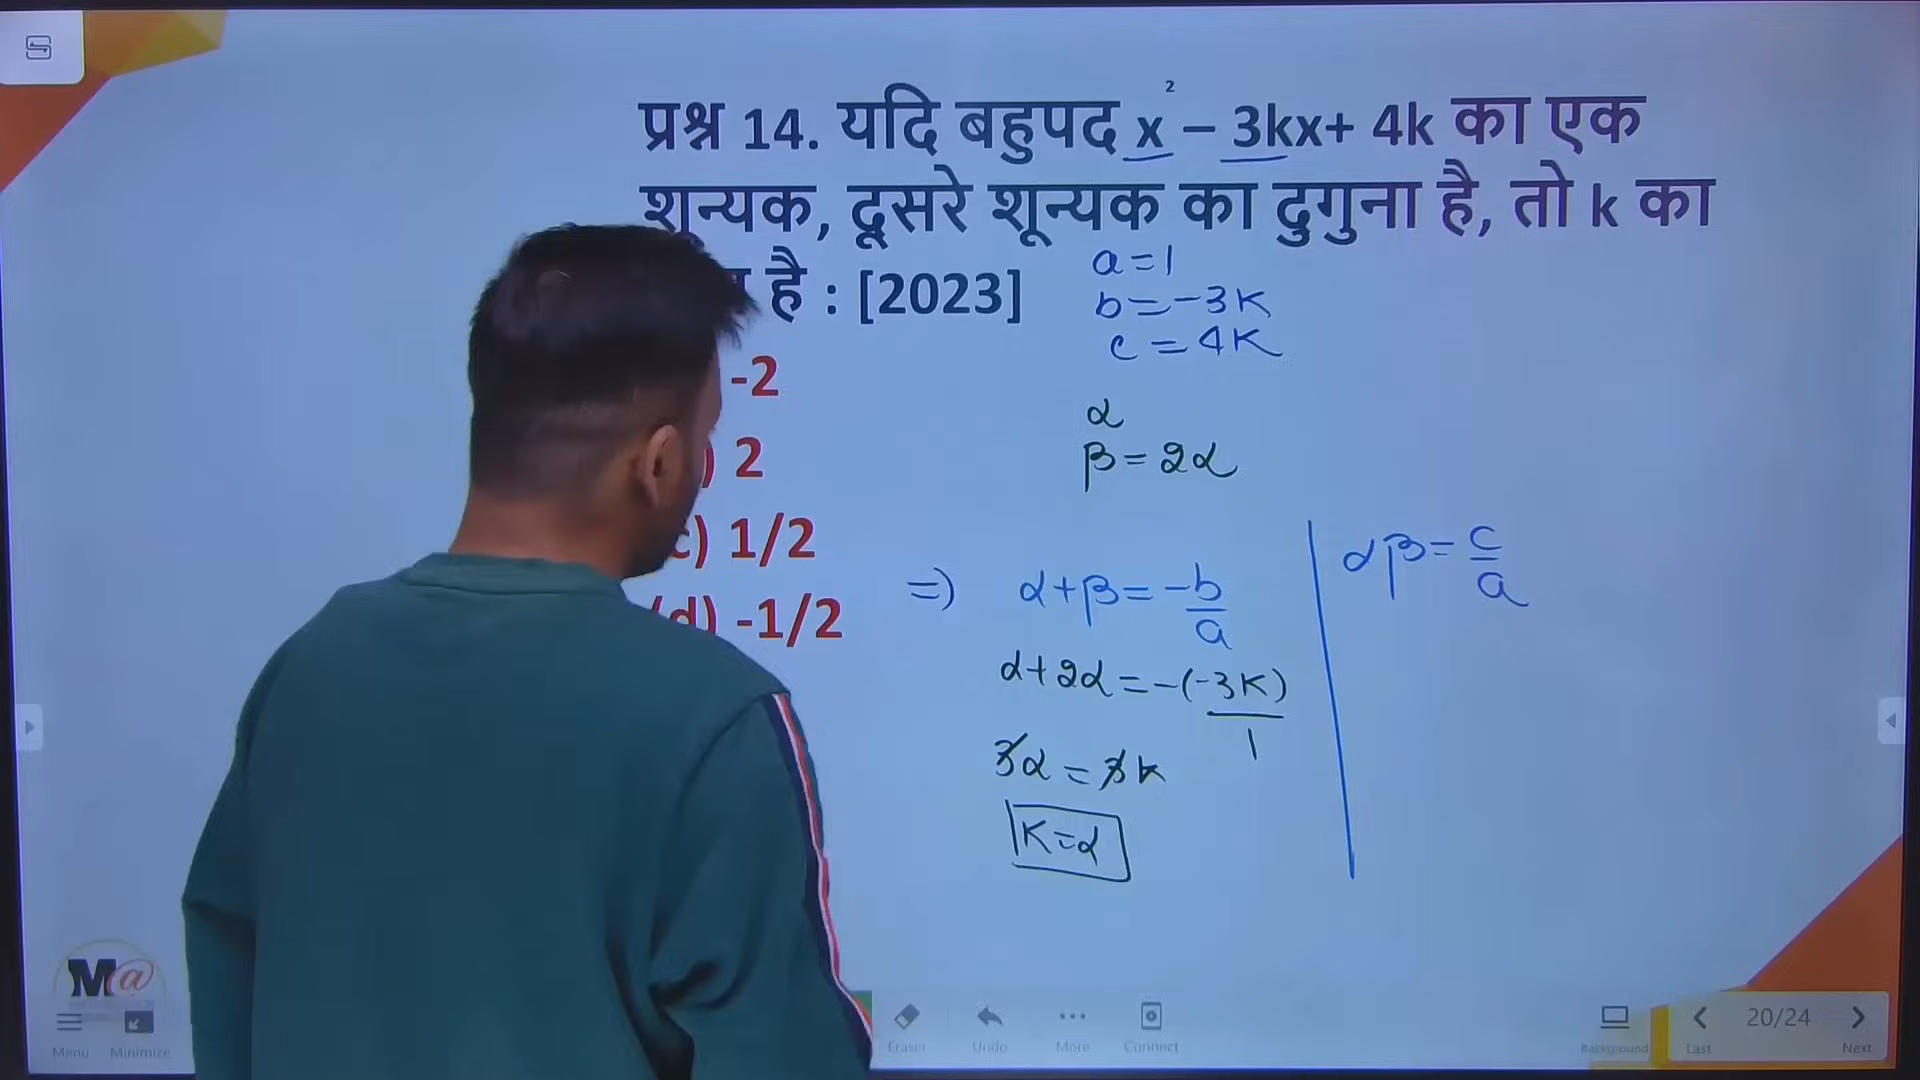 प्रश्न 14. यदि बहुपद x² – 3kx+ 4k का एक
शून्यक, दूसरे शून्यक का दुगुना है, तो k का
है : [2023]
-2
) 2
c) 1/2
(d) -1/2
a=1
b=-3K
c=4K
α
β=2α
=) α+β=-b/a
α+2α=-(-3K)/1
3α=3k
K=α
αβ=c/a
M@
Menu
Minimize
Eraser
Undo
More
Connect
Background
Last
20/24
Next